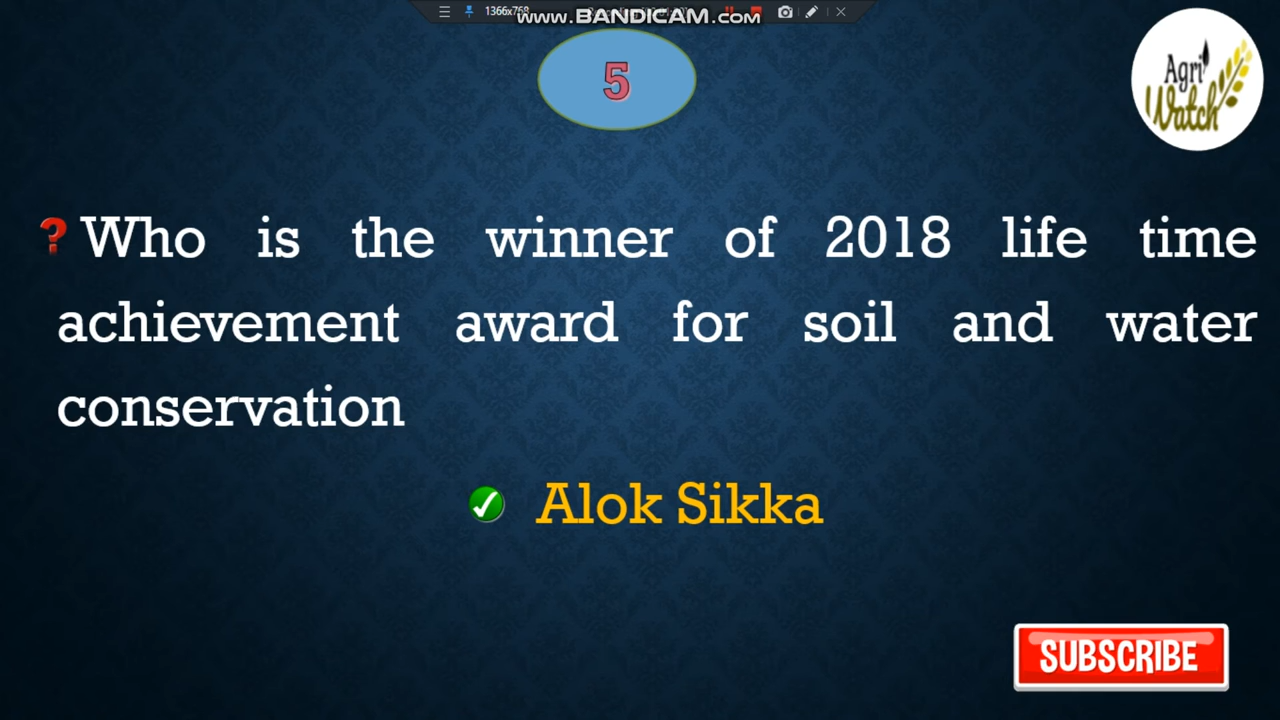 1366x768
www.BANDICAM.com
5
Agri
Watch
? Who is the winner of 2018 life time
achievement award for soil and water
conservation
Alok Sikka
SUBSCRIBE